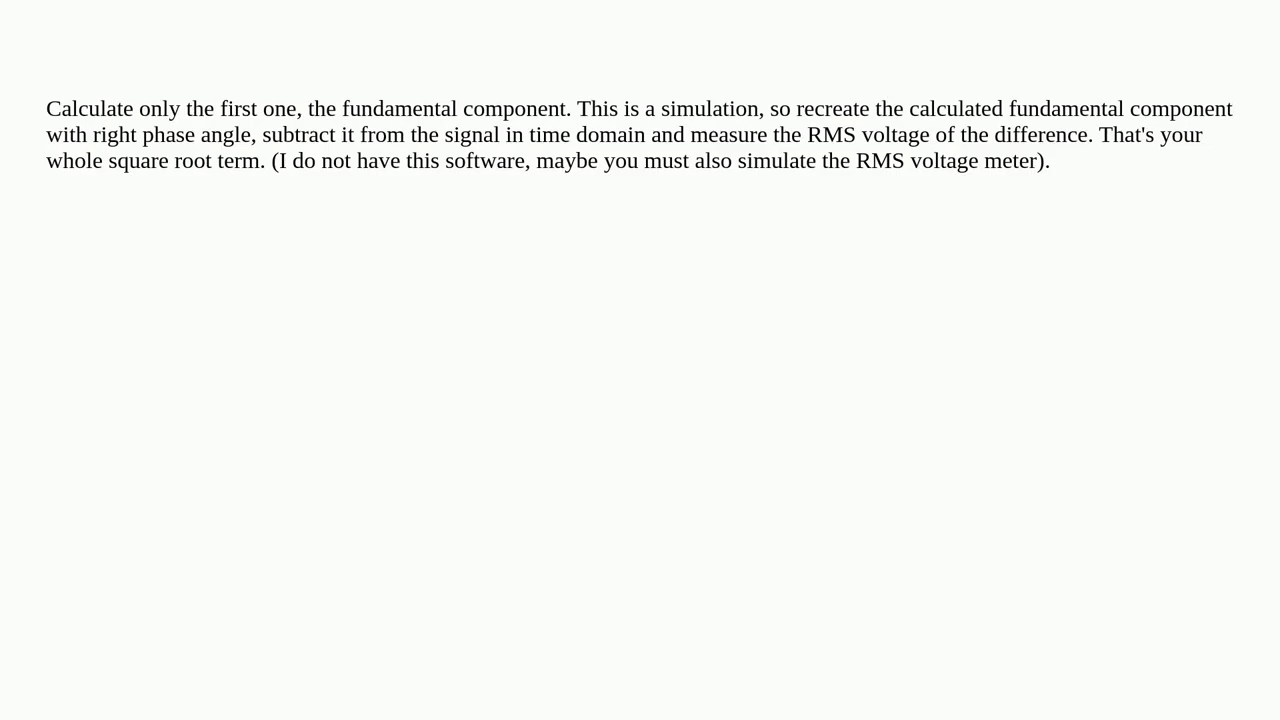 Calculate only the first one, the fundamental component. This is a simulation, so recreate the calculated fundamental component
with right phase angle, subtract it from the signal in time domain and measure the RMS voltage of the difference. That's your
whole square root term. (I do not have this software, maybe you must also simulate the RMS voltage meter).